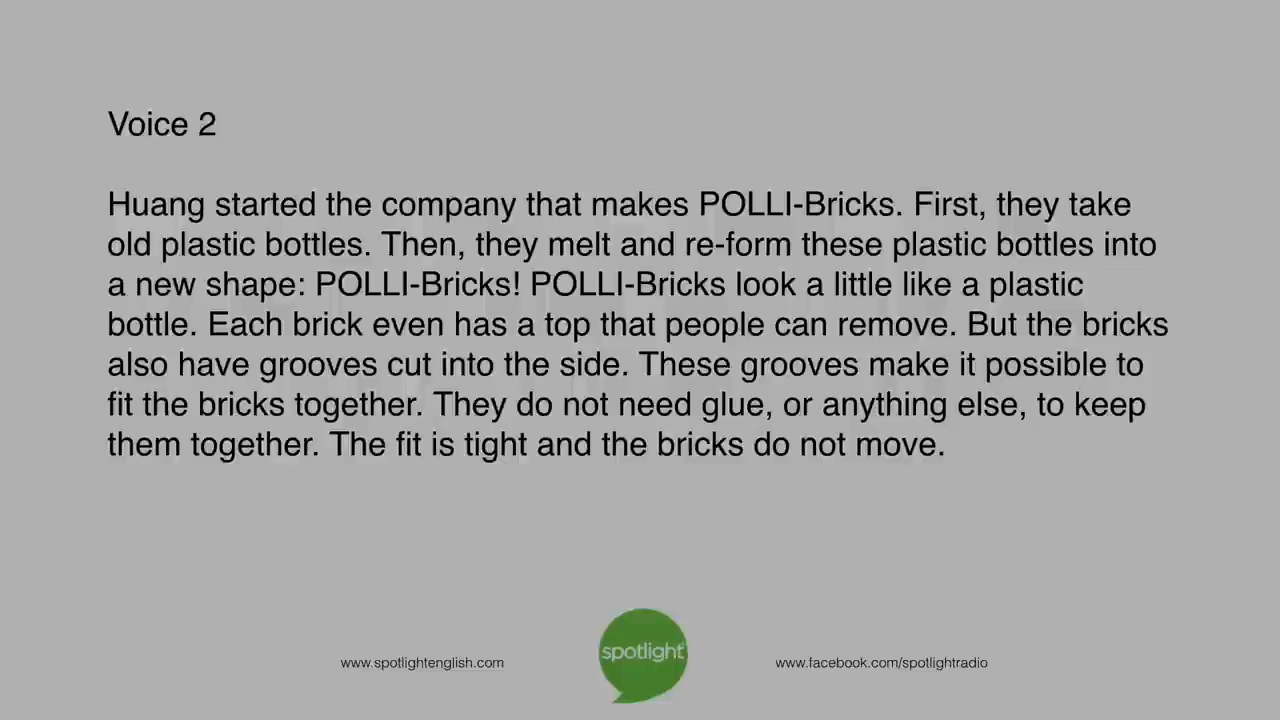 Voice 2
Huang started the company that makes POLLI-Bricks. First, they take
old plastic bottles. Then, they melt and re-form these plastic bottles into
a new shape: POLLI-Bricks! POLLI-Bricks look a little like a plastic
bottle. Each brick even has a top that people can remove. But the bricks
also have grooves cut into the side. These grooves make it possible to
fit the bricks together. They do not need glue, or anything else, to keep
them together. The fit is tight and the bricks do not move.
www.spotlightenglish.com
spotlight
www.facebook.com/spotlightradio